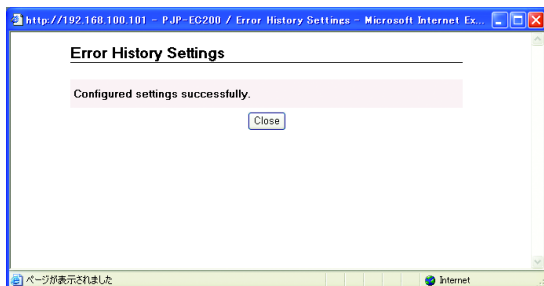 http://192.168.100.101 - PJP-EC200 / Error History Settings - Microsoft Internet Ex...
Error History Settings
Configured settings successfully.
Close
ページが表示されました
Internet